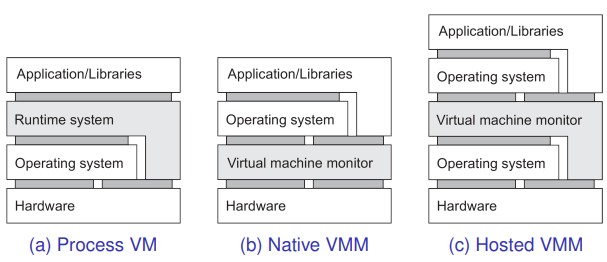 Application/Libraries
Runtime system
Operating system
Hardware
(a) Process VM
Application/Libraries
Operating system
Virtual machine monitor
Hardware
(b) Native VMM
Application/Libraries
Operating system
Virtual machine monitor
Operating system
Hardware
(c) Hosted VMM